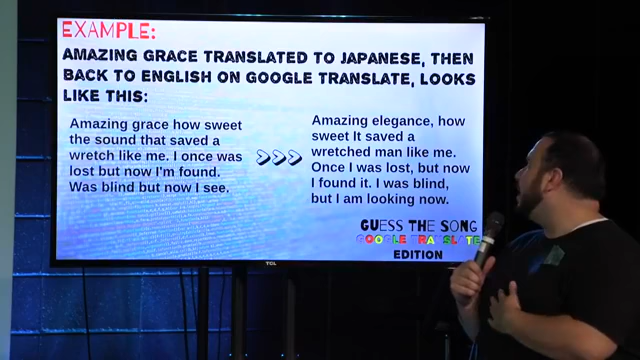 EXAMPLE:
AMAZING GRACE TRANSLATED TO JAPANESE, THEN
BACK TO ENGLISH ON GOOGLE TRANSLATE, LOOKS
LIKE THIS:
Amazing grace how sweet
the sound that saved a
wretch like me. I once was
lost but now I'm found.
Was blind but now I see.
>>>
Amazing elegance, how
sweet It saved a
wretched man like me.
Once I was lost, but now
I found it. I was blind,
but I am looking now.
GUESS THE SONG
GOOGLE TRANSLATE
EDITION
TCL